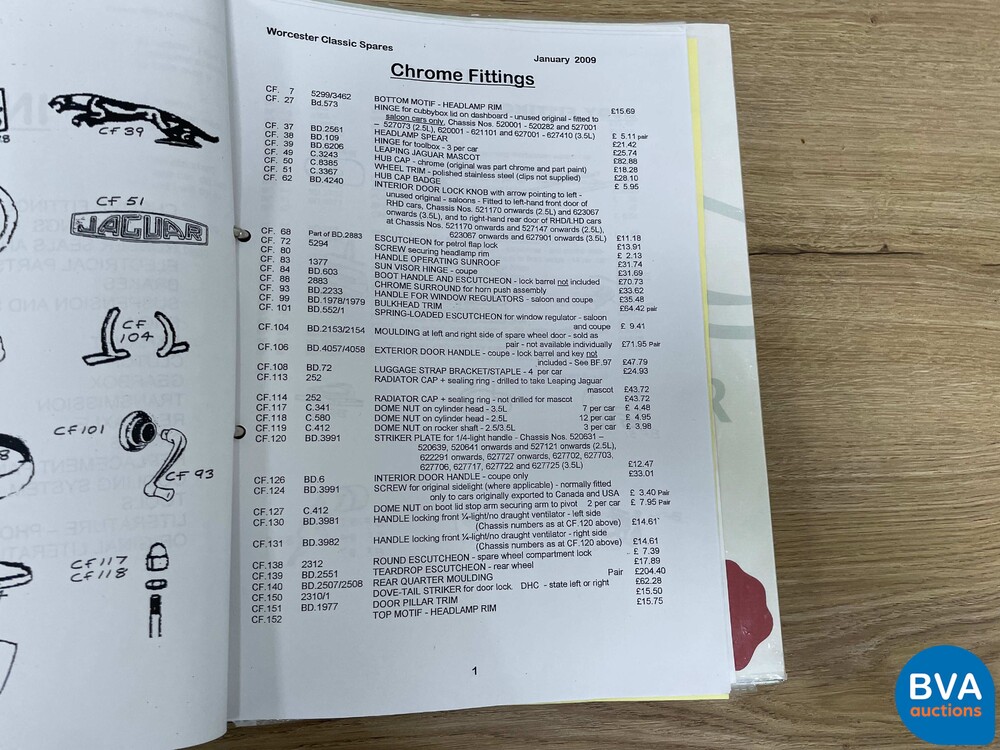 Worcester Classic Spares
January 2009
Chrome Fittings
CF. 7 5299/3462 BOTTOM MOTIF - HEADLAMP RIM £15.69
CF. 27 Bd.573 HINGE for cubbybox lid on dashboard - unused original - fitted to
saloon cars only, Chassis Nos. 520001 - 520282 and 527001
– 527073 (2.5L), 620001 - 621101 and 627001 - 627410 (3.5L) £ 5.11 pair
CF. 37 BD.2561 HEADLAMP SPEAR £21.42
CF. 38 BD.109 HINGE for toolbox - 3 per car £25.74
CF. 39 BD.6206 LEAPING JAGUAR MASCOT £82.88
CF. 49 C.3243 HUB CAP - chrome (original was part chrome and part paint) £18.28
CF. 50 C.8385 WHEEL TRIM - polished stainless steel (clips not supplied) £28.10
CF. 51 C.3367 HUB CAP BADGE £ 5.95
CF. 62 BD.4240 INTERIOR DOOR LOCK KNOB with arrow pointing to left -
unused original - saloons - Fitted to left-hand front door of
RHD cars, Chassis Nos. 521170 onwards (2.5L) and 623067
onwards (3.5L), and to right-hand rear door of RHD/LHD cars
at Chassis Nos. 521170 onwards and 527147 onwards (2.5L),
623067 onwards and 627901 onwards (3.5L) £11.18
CF. 68 Part of BD.2883 ESCUTCHEON for petrol flap lock £13.91
CF. 72 5294 SCREW securing headlamp rim £ 2.13
CF. 80 HANDLE OPERATING SUNROOF £31.74
CF. 83 1377 SUN VISOR HINGE - coupe £31.69
CF. 84 BD.603 BOOT HANDLE AND ESCUTCHEON - lock barrel not included £70.73
CF. 88 2883 CHROME SURROUND for horn push assembly £33.62
CF. 93 BD.2233 HANDLE FOR WINDOW REGULATORS - saloon and coupe £35.48
CF. 99 BD.1978/1979 BULKHEAD TRIM £64.42 Pair
CF. 101 BD.552/1 SPRING-LOADED ESCUTCHEON for window regulator - saloon
and coupe £ 9.41
CF.104 BD.2153/2154 MOULDING at left and right side of spare wheel door - sold as
pair - not available individually £71.95 Pair
CF.106 BD.4057/4058 EXTERIOR DOOR HANDLE - coupe - lock barrel and key not
included - See BF.97 £47.79
CF.108 BD.72 LUGGAGE STRAP BRACKET/STAPLE - 4 per car £24.93
CF.113 252 RADIATOR CAP + sealing ring - drilled to take Leaping Jaguar
mascot £43.72
CF.114 252 RADIATOR CAP + sealing ring - not drilled for mascot £43.72
CF.117 C.341 DOME NUT on cylinder head - 3.5L 7 per car £ 4.48
CF.118 C.580 DOME NUT on cylinder head - 2.5L 12 per car £ 4.95
CF.119 C.412 DOME NUT on rocker shaft - 2.5/3.5L 3 per car £ 3.98
CF.120 BD.3991 STRIKER PLATE for 1/4-light handle - Chassis Nos. 520631 –
520639, 520641 onwards and 527121 onwards (2.5L),
622291 onwards, 627727 onwards, 627702, 627703,
627706, 627717, 627722 and 627725 (3.5L) £12.47
CF.126 BD.6 INTERIOR DOOR HANDLE - coupe only £33.01
CF.124 BD.3991 SCREW for original sidelight (where applicable) - normally fitted
only to cars originally exported to Canada and USA £ 3.40 Pair
CF.127 C.412 DOME NUT on boot lid stop arm securing arm to pivot 2 per car £ 7.95 Pair
CF.130 BD.3981 HANDLE locking front ¼-light/no draught ventilator - left side
(Chassis numbers as at CF.120 above) £14.61
CF.131 BD.3982 HANDLE locking front ¼-light/no draught ventilator - right side
(Chassis numbers as at CF.120 above) £14.61
CF.138 2312 ROUND ESCUTCHEON - spare wheel compartment lock £ 7.39
CF.139 BD.2551 TEARDROP ESCUTCHEON - rear wheel £17.89
CF.140 BD.2507/2508 REAR QUARTER MOULDING Pair £204.40
CF.150 2310/1 DOVE-TAIL STRIKER for door lock. DHC - state left or right £62.28
CF.151 BD.1977 DOOR PILLAR TRIM £15.50
CF.152 TOP MOTIF - HEADLAMP RIM £15.75
1
CF 39
CF 51
JAGUAR
CF 104
CF101
CF 93
CF117
CF118
BVA
auctions